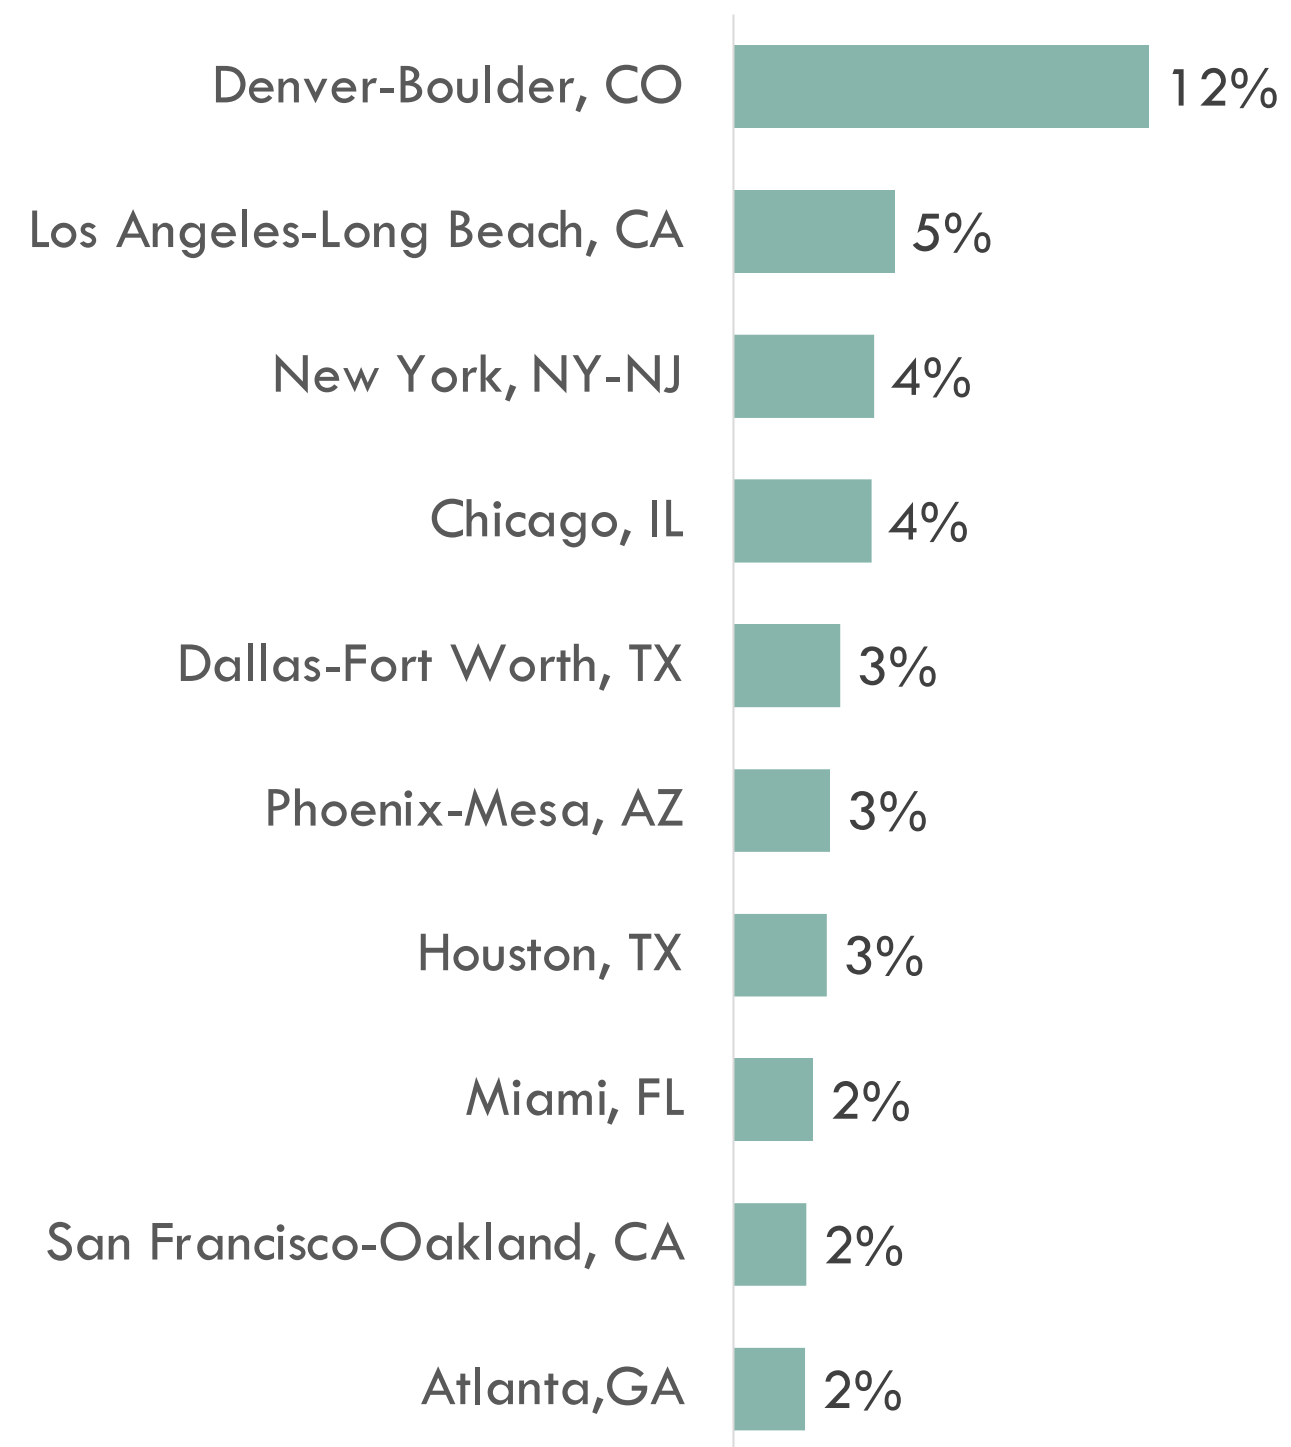 Denver-Boulder, CO 12%
Los Angeles-Long Beach, CA 5%
New York, NY-NJ 4%
Chicago, IL 4%
Dallas-Fort Worth, TX 3%
Phoenix-Mesa, AZ 3%
Houston, TX 3%
Miami, FL 2%
San Francisco-Oakland, CA 2%
Atlanta,GA 2%